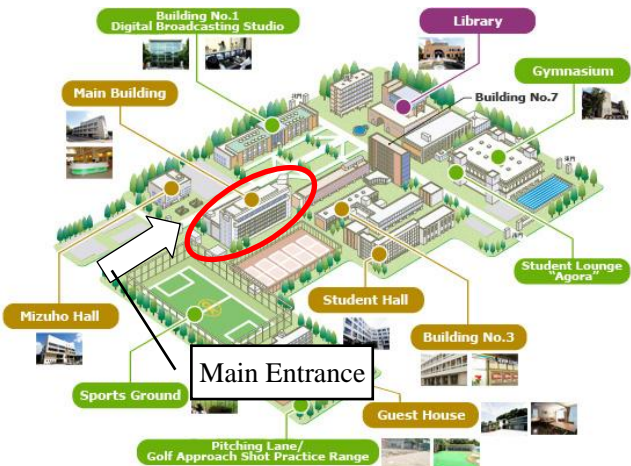 Building No.1
Digital Broadcasting Studio
Library
Gymnasium
Main Building
Building No.7
Student Lounge
"Agora"
Mizuho Hall
Student Hall
Building No.3
Main Entrance
Sports Ground
Guest House
Pitching Lane/
Golf Approach Shot Practice Range